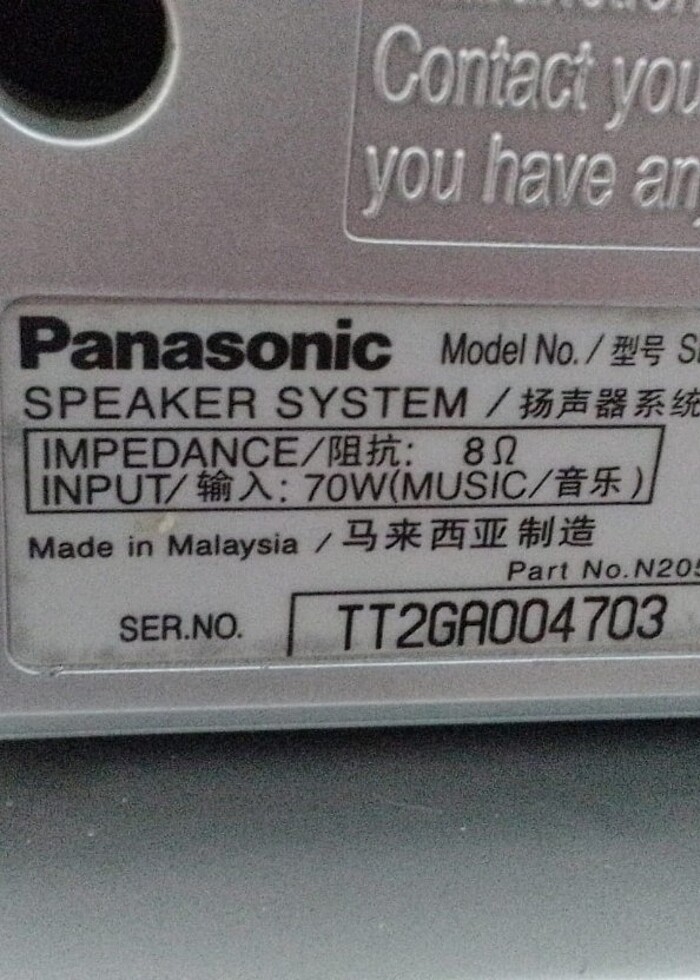 Contact you
you have any
Panasonic Model No./型号 S
SPEAKER SYSTEM / 扬声器系统
IMPEDANCE/阻抗: 8Ω
INPUT/输入: 70W(MUSIC/音乐)
Made in Malaysia / 马来西亚制造
Part No.N205
SER.NO. TT2GA004703